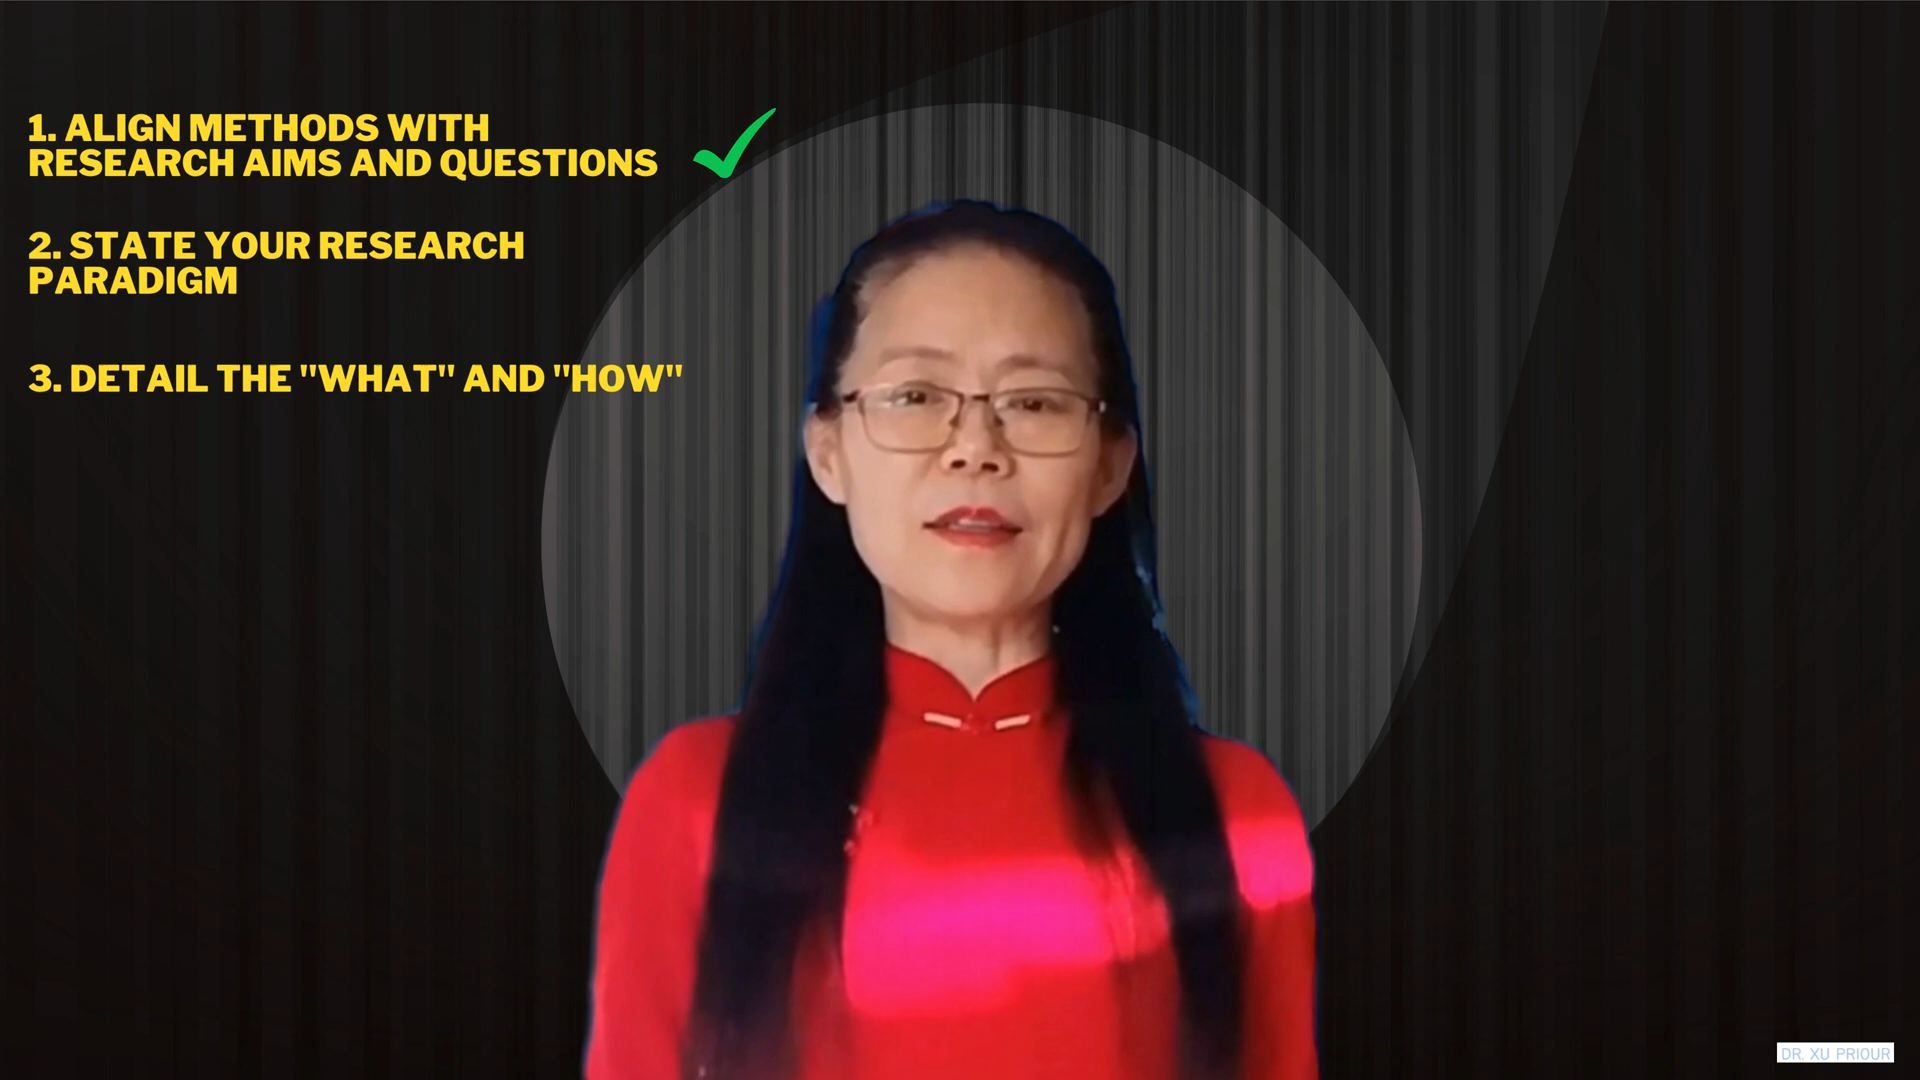 1. ALIGN METHODS WITH
RESEARCH AIMS AND QUESTIONS
2. STATE YOUR RESEARCH
PARADIGM
3. DETAIL THE "WHAT" AND "HOW"
DR. XU PRIOUR